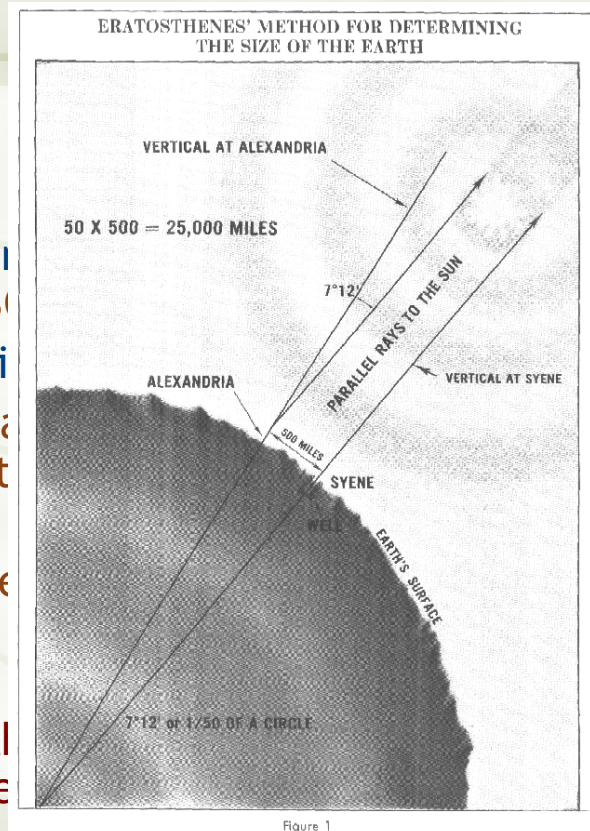 ERATOSTHENES' METHOD FOR DETERMINING
THE SIZE OF THE EARTH
VERTICAL AT ALEXANDRIA
50 X 500 = 25,000 MILES
7°12'
PARALLEL RAYS TO THE SUN
ALEXANDRIA
VERTICAL AT SYENE
500 MILES
SYENE
WELL
EARTH'S SURFACE
7°12' or 1/50 OF A CIRCLE
Figure 1